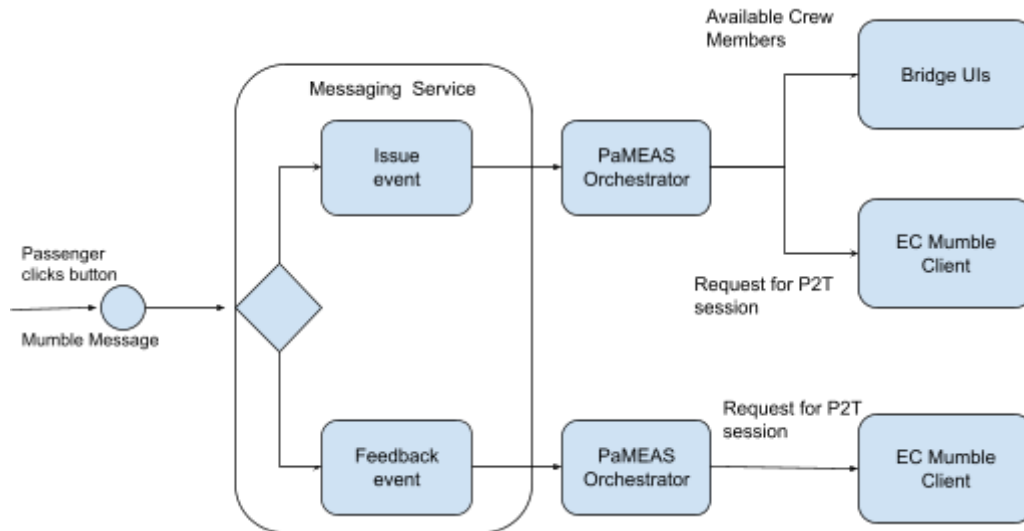 Available Crew
Members
Bridge UIs
Messaging Service
Issue
event
PaMEAS
Orchestrator
EC Mumble
Client
Passenger
clicks button
Request for P2T
session
Mumble Message
Request for P2T
session
Feedback
event
PaMEAS
Orchestrator
EC Mumble
Client